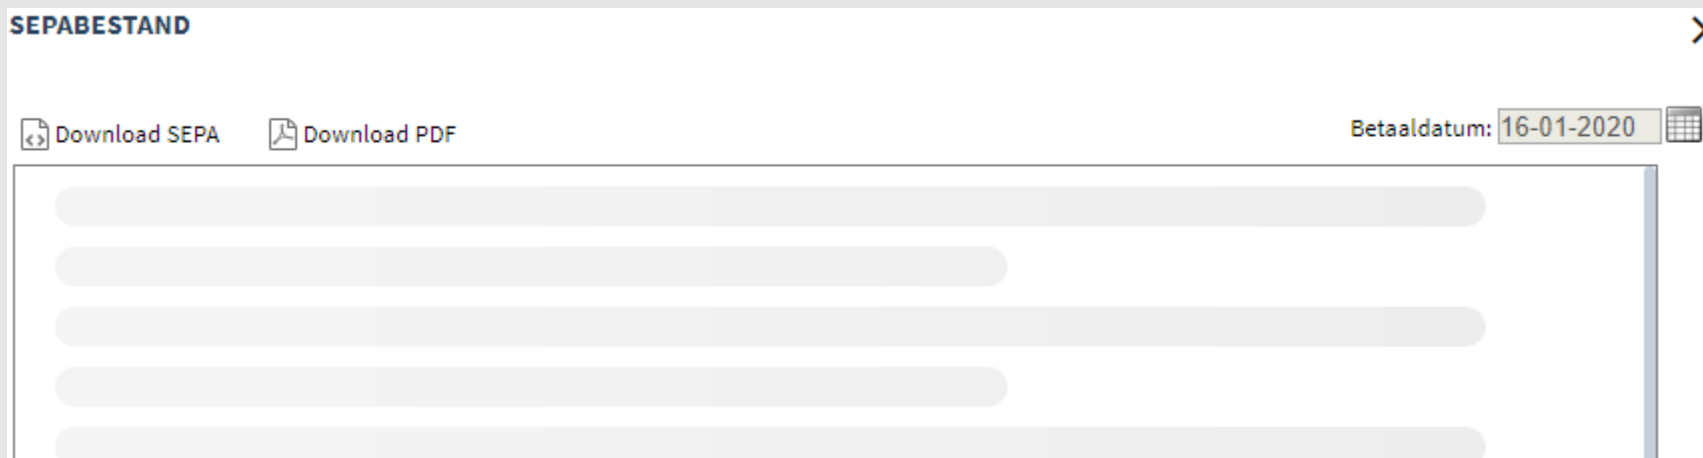 SEPABESTAND
Download SEPA Download PDF Betaaldatum: 16-01-2020